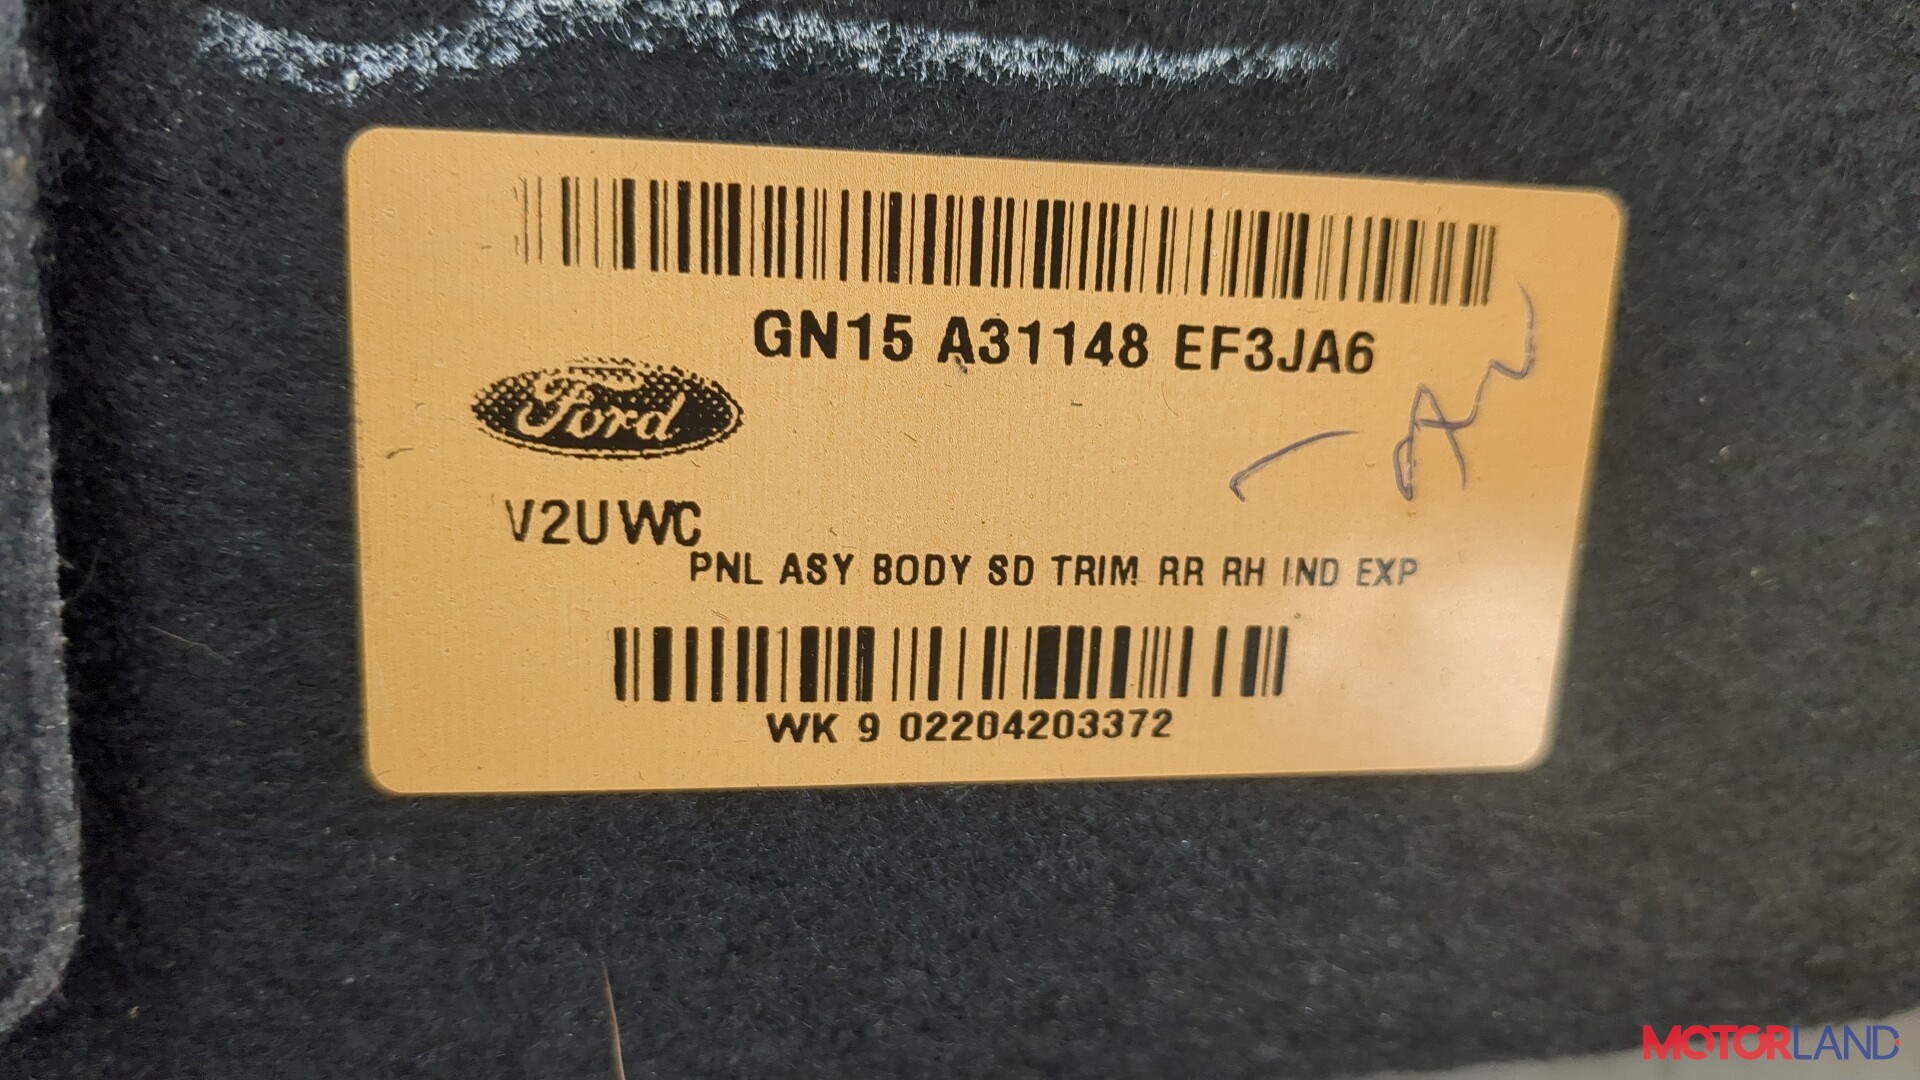 GN15 A31148 EF3JA6
Ford
V2UWC
PNL ASY BODY SD TRIM RR RH IND EXP
WK 9 02204203372
MOTORLAND